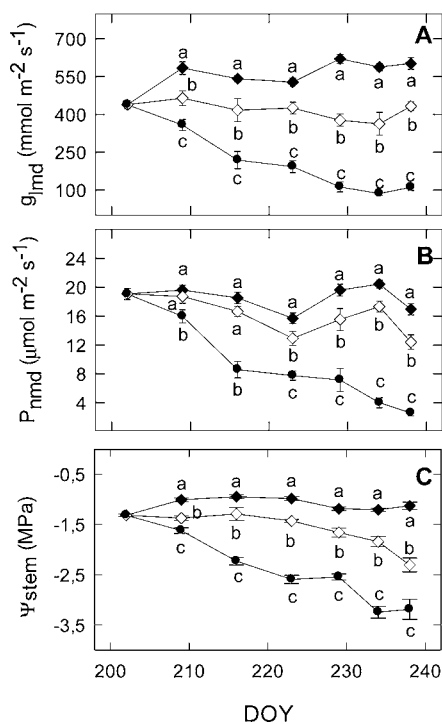 A
700
550
400
250
100
g_lmd (mmol m⁻² s⁻¹)
a a a a a a
b b b b b b
c c c c c c
B
24
20
16
12
8
4
P_nmd (µmol m⁻² s⁻¹)
a a a a a a
a a b b b b
b b b c c c
C
-0,5
-1,5
-2,5
-3,5
Ψ_stem (MPa)
a a a a a a
b b b b b b
c c c c c c
200 210 220 230 240
DOY